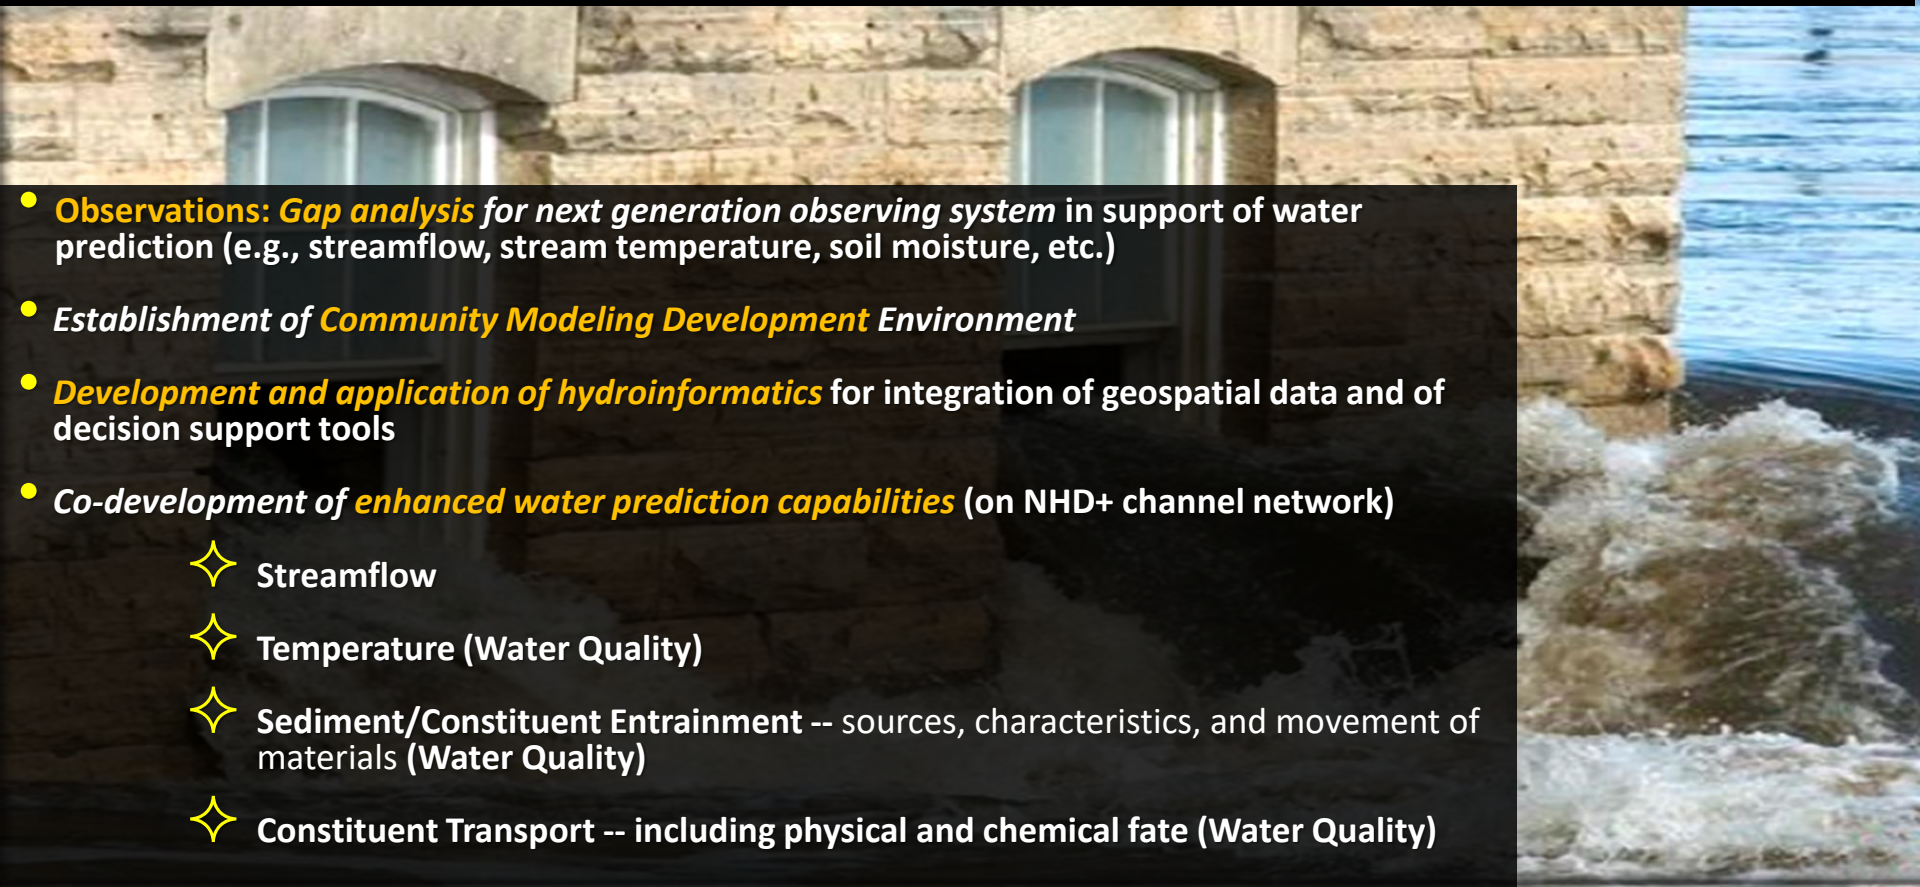 Observations: Gap analysis for next generation observing system in support of water
prediction (e.g., streamflow, stream temperature, soil moisture, etc.)
Establishment of Community Modeling Development Environment
Development and application of hydroinformatics for integration of geospatial data and of
decision support tools
Co-development of enhanced water prediction capabilities (on NHD+ channel network)
Streamflow
Temperature (Water Quality)
Sediment/Constituent Entrainment -- sources, characteristics, and movement of
materials (Water Quality)
Constituent Transport -- including physical and chemical fate (Water Quality)